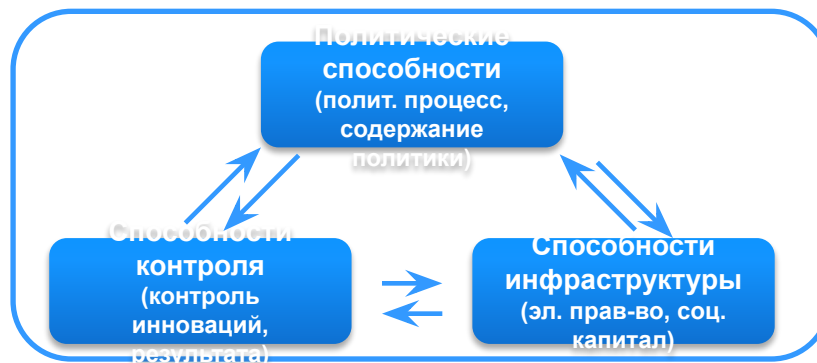 Политические
способности
(полит. процесс,
содержание
политики)
Способности
контроля
(контроль
инноваций,
результата)
Способности
инфраструктуры
(эл. прав-во, соц.
капитал)